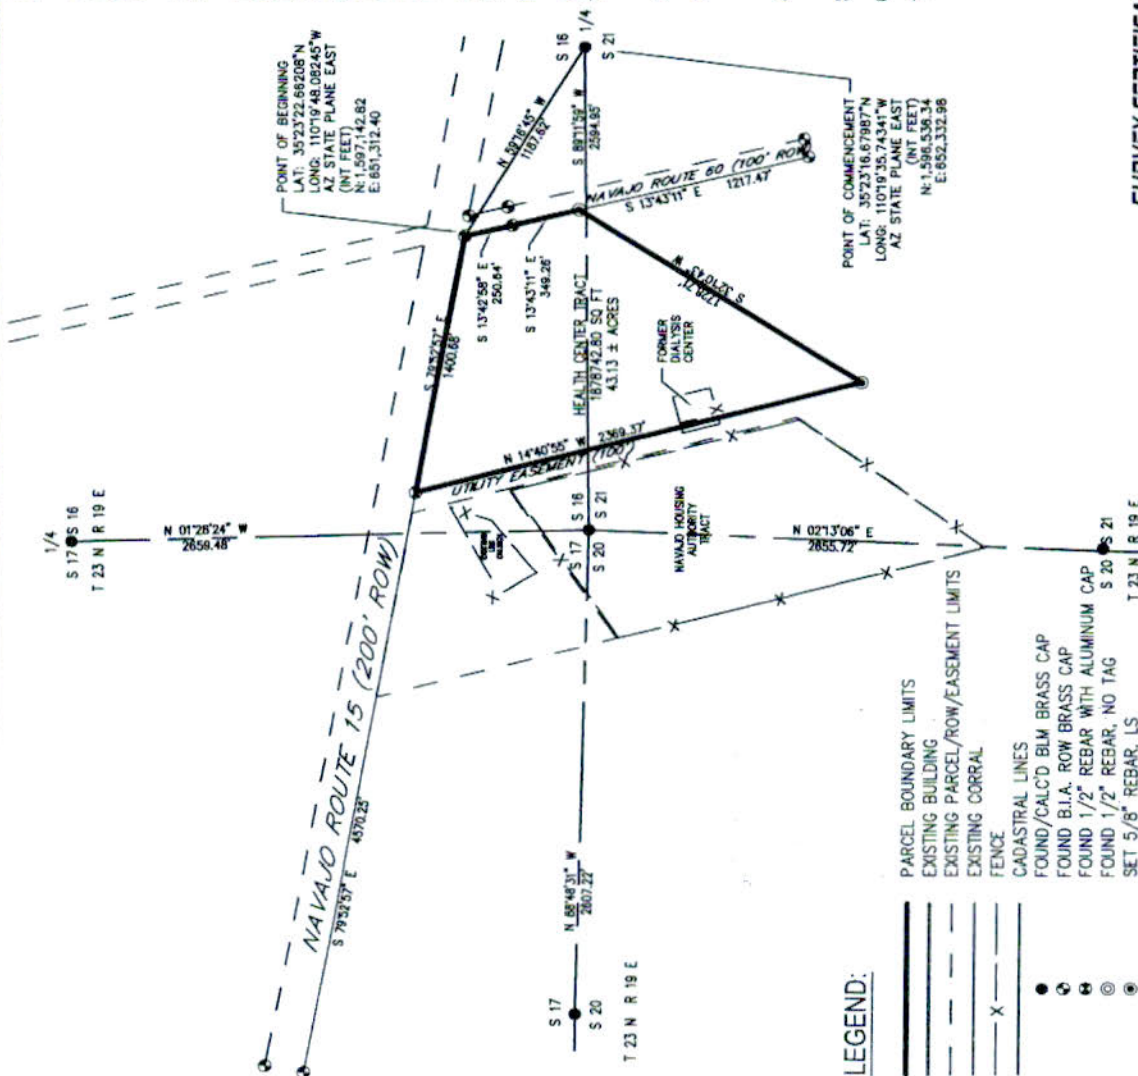 POINT OF BEGINNING
LAT: 35°23'22.66208"N
LONG: 110°19'48.08245"W
AZ STATE PLANE EAST
(INT FEET)
N:1,597,142.82
E:651,312.40
1/4
S 16
S 21
N 59°16'45" W
1187.62'
S 89°11'59" W
2594.95'
NAVAJO ROUTE 60 (100' ROW)
S 13°43'11" E 1217.47'
POINT OF COMMENCEMENT
LAT: 35°23'16.67987"N
LONG: 110°19'35.74341"W
AZ STATE PLANE EAST
(INT FEET)
N:1,596,536.34
E:652,332.98
S 13°42'58" E
250.64'
S 13°43'11" E
349.26'
S 79°52'57" E
1400.68'
HEALTH CENTER TRACT
1878742.80 SQ FT
43.13 ± ACRES
S 32°10'43" W
FORMER
DIALYSIS
CENTER
N 14°40'55" W 2369.37'
UTILITY EASEMENT (100')
1/4
S 17 S 16
T 23 N R 19 E
N 01°28'24" W
2659.48'
S 16
S 21
S 17
S 20
NAVAJO HOUSING
AUTHORITY
TRACT
N 02°13'06" E
2655.72'
S 20 S 21
T 23 N R 19 E
NAVAJO ROUTE 15 (200' ROW)
S 79°52'57" E 4570.25'
N 88°48'31" W
2607.22'
S 17
S 20
T 23 N R 19 E
LEGEND:
PARCEL BOUNDARY LIMITS
EXISTING BUILDING
EXISTING PARCEL/ROW/EASEMENT LIMITS
EXISTING CORRAL
X FENCE
CADASTRAL LINES
FOUND/CALC'D BLM BRASS CAP
FOUND B.I.A. ROW BRASS CAP
FOUND 1/2" REBAR WITH ALUMINUM CAP
FOUND 1/2" REBAR, NO TAG
SET 5/8" REBAR, LS